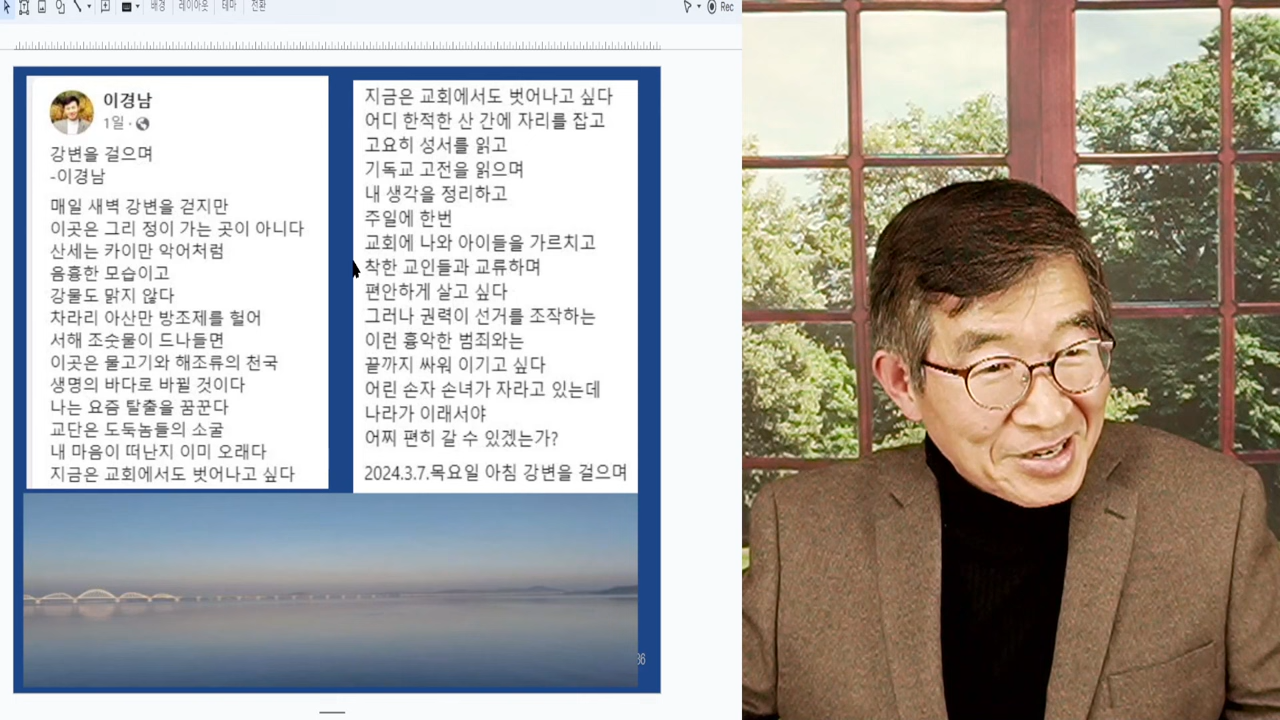 배경 레이아웃 테마 전환
Rec
이경남
1일 ·
강변을 걸으며
-이경남
매일 새벽 강변을 걷지만
이곳은 그리 정이 가는 곳이 아니다
산세는 카이만 악어처럼
음흉한 모습이고
강물도 맑지 않다
차라리 아산만 방조제를 헐어
서해 조숫물이 드나들면
이곳은 물고기와 해조류의 천국
생명의 바다로 바뀔 것이다
나는 요즘 탈출을 꿈꾼다
교단은 도둑놈들의 소굴
내 마음이 떠난지 이미 오래다
지금은 교회에서도 벗어나고 싶다
지금은 교회에서도 벗어나고 싶다
어디 한적한 산 간에 자리를 잡고
고요히 성서를 읽고
기독교 고전을 읽으며
내 생각을 정리하고
주일에 한번
교회에 나와 아이들을 가르치고
착한 교인들과 교류하며
편안하게 살고 싶다
그러나 권력이 선거를 조작하는
이런 흉악한 범죄와는
끝까지 싸워 이기고 싶다
어린 손자 손녀가 자라고 있는데
나라가 이래서야
어찌 편히 갈 수 있겠는가?
2024.3.7.목요일 아침 강변을 걸으며
36